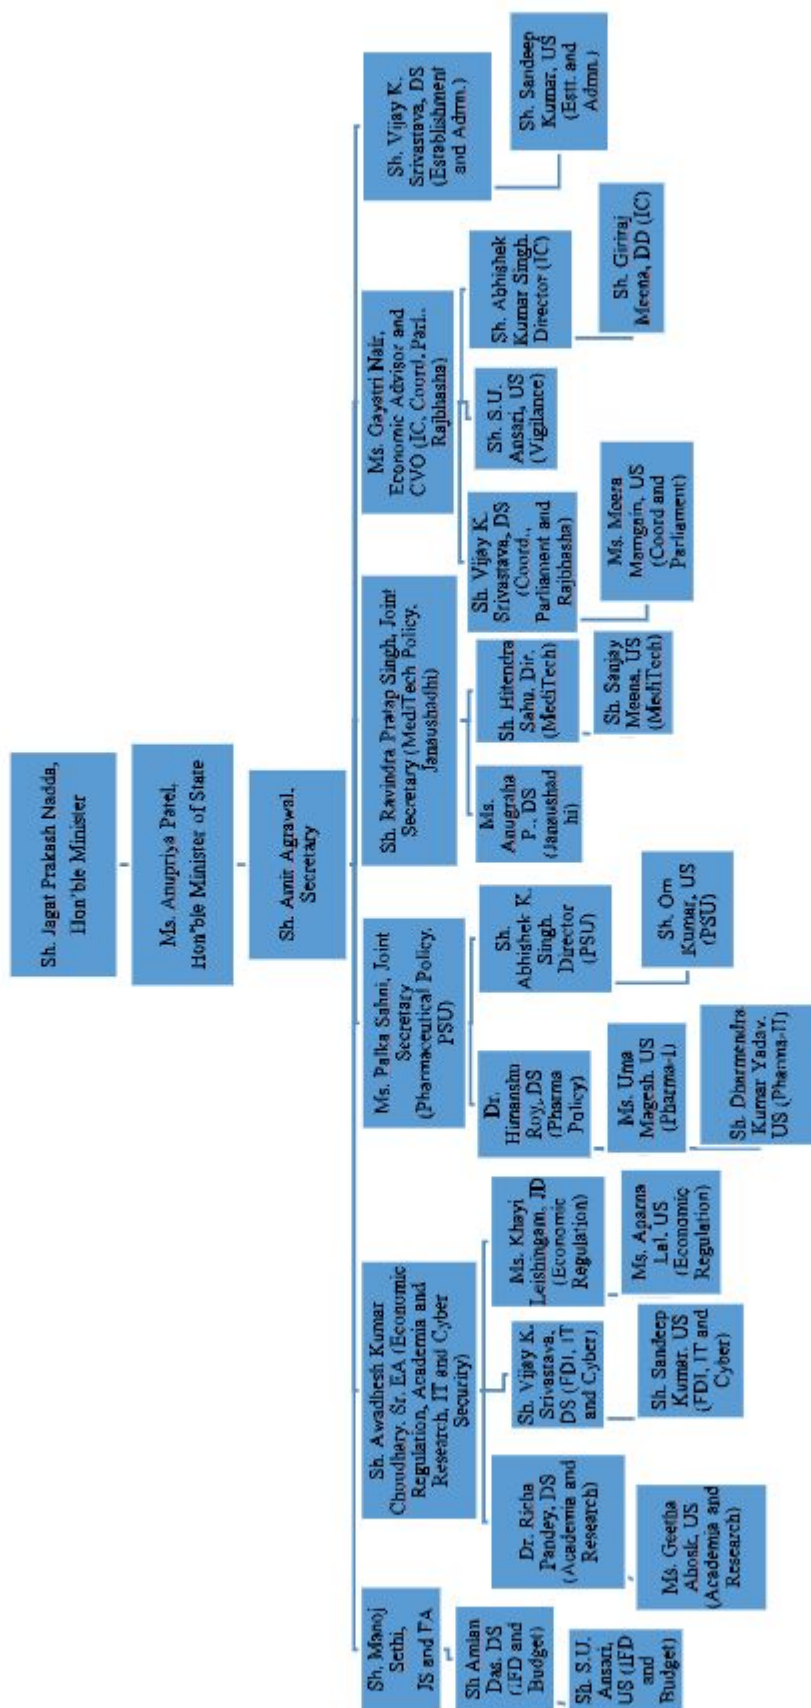 Sh. Jagat Prakash Nadda,
Hon'ble Minister
Ms. Anupriya Patel,
Hon'ble Minister of State
Sh. Amit Agrawal,
Secretary
Sh. Manoj
Sethi,
JS and FA
Sh. Awadhesh Kumar
Choudhary, Sr. EA (Economic
Regulation, Academia and
Research, IT and Cyber
Security)
Ms. Palka Sahni, Joint
Secretary
(Pharmaceutical Policy,
PSU)
Sh. Ravindra Pratap Singh, Joint
Secretary (MediTech Policy,
Janaushadhi)
Ms. Gayatri Nair,
Economic Advisor and
CVO (IC, Coord, Parl.,
Rajbhasha)
Sh. Vijay K.
Srivastava, DS
(Establishment
and Admn.)
Sh Amian
Das, DS
(IFD and
Budget)
Sh. S.U.
Ansari,
US (IFD
and
Budget)
Dr. Richa
Pandey, DS
(Academia and
Research)
Ms. Geetha
Ahosk, US
(Academia and
Research)
Sh. Vijay K.
Srivastava,
DS (FDI, IT
and Cyber)
Sh. Sandeep
Kumar, US
(FDI, IT and
Cyber)
Ms. Khayi
Leishingam, JD
(Economic
Regulation)
Ms. Aparna
Lal, US
(Economic
Regulation)
Dr.
Himanshu
Roy, DS
(Pharma
Policy)
Ms. Uma
Magesh, US
(Pharma-I)
Sh. Dharmendra
Kumar Yadav,
US (Pharma-II)
Sh.
Abhishek K.
Singh,
Director
(PSU)
Sh. Om
Kumar, US
(PSU)
Ms.
Anugraha
P., DS
(Janaushad
hi)
Sh. Hitendra
Sahu, Dir.
(MediTech)
Sh. Sanjay
Meena, US
(MediTech)
Sh. Vijay K.
Srivastava, DS
(Coord.,
Parliament and
Rajbhasha)
Ms. Meera
Mamgain, US
(Coord and
Parliament)
Sh. S.U.
Ansari, US
(Vigilance)
Sh. Abhishek
Kumar Singh,
Director (IC)
Sh. Giriraj
Meena, DD (IC)
Sh. Sandeep
Kumar, US
(Estt. and
Admn.)